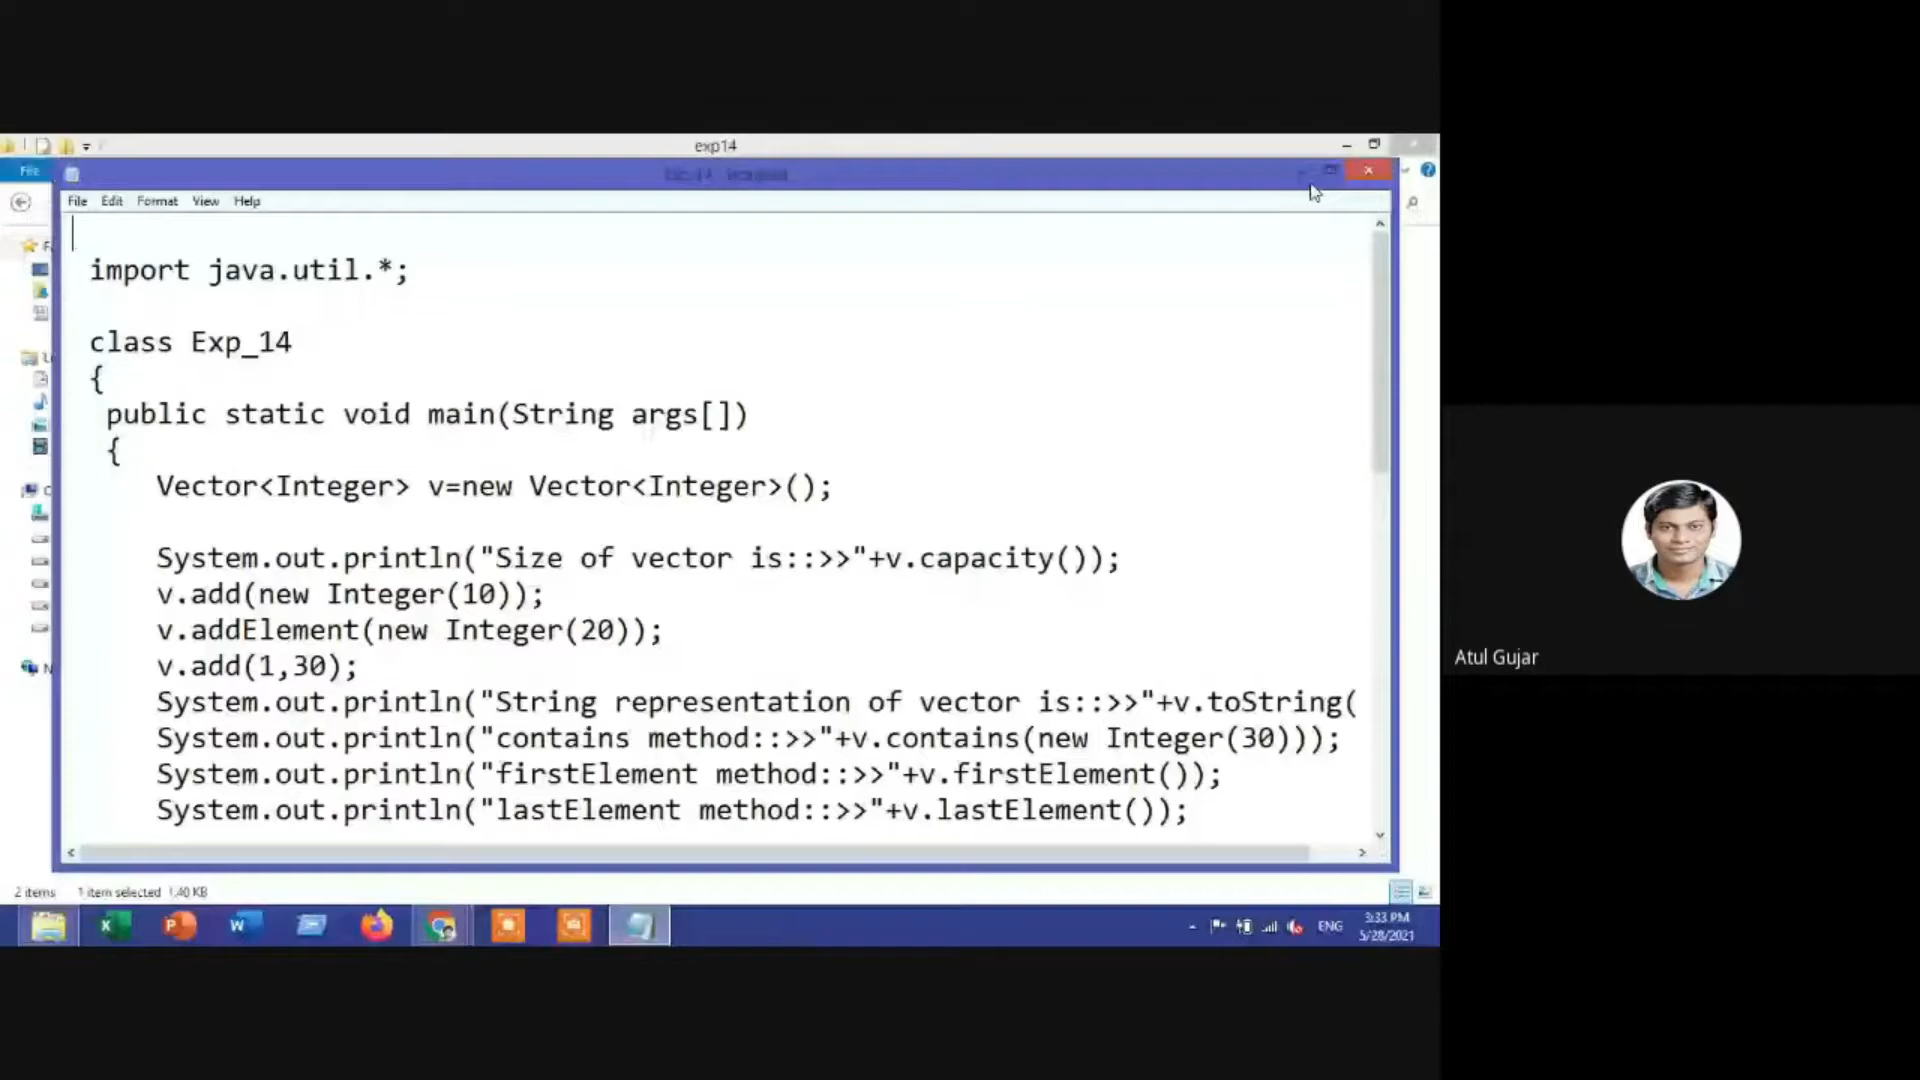 exp14
File
File Edit Format View Help
import java.util.*;
class Exp_14
{
public static void main(String args[])
{
Vector<Integer> v=new Vector<Integer>();
System.out.println("Size of vector is::>>"+v.capacity());
v.add(new Integer(10));
v.addElement(new Integer(20));
v.add(1,30);
System.out.println("String representation of vector is::>>"+v.toString(
System.out.println("contains method::>>"+v.contains(new Integer(30)));
System.out.println("firstElement method::>>"+v.firstElement());
System.out.println("lastElement method::>>"+v.lastElement());
2 items 1 item selected 1.40 KB
ENG
3:33 PM
5/28/2021
Atul Gujar